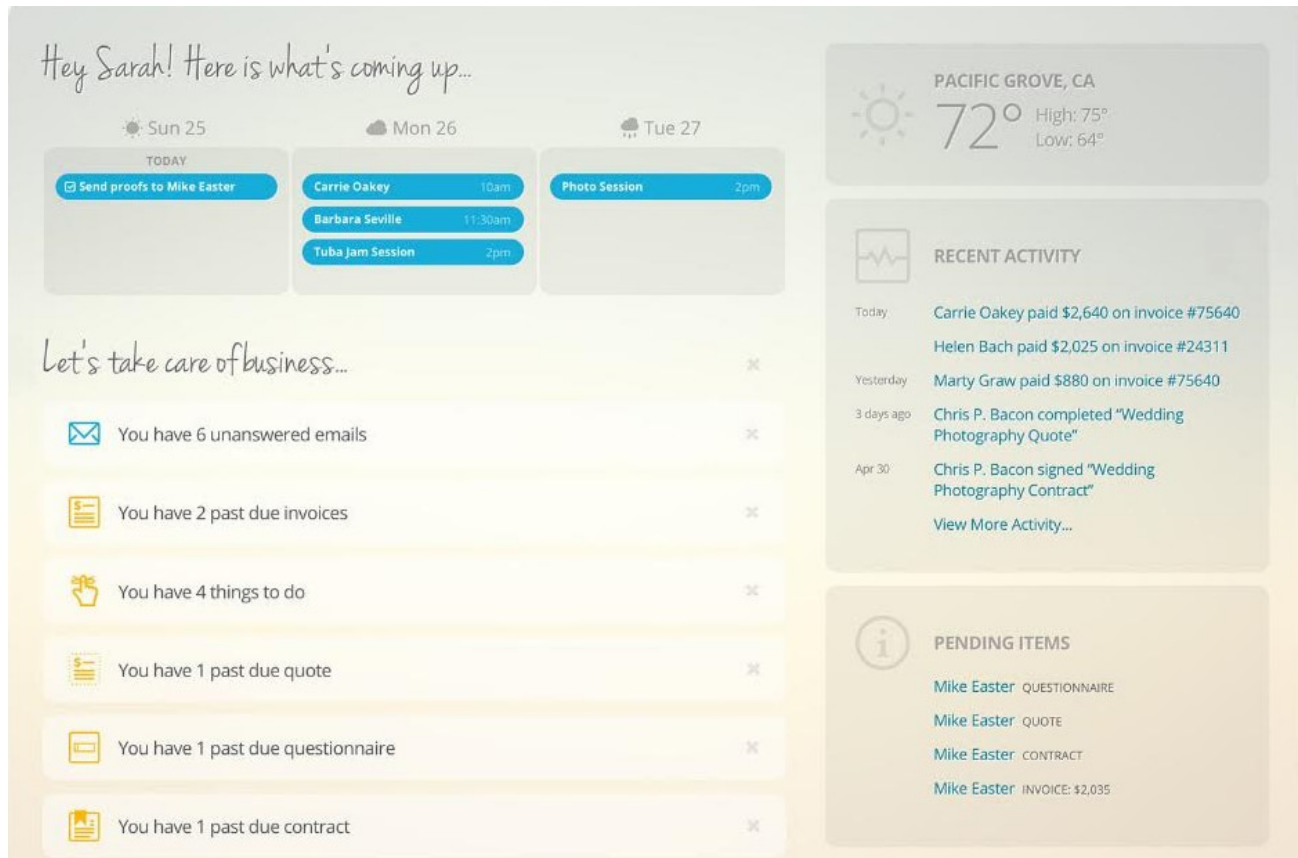 Hey Sarah! Here is what's coming up...
Sun 25
Mon 26
Tue 27
TODAY
Send proofs to Mike Easter
Carrie Oakey 10am
Barbara Seville 11:30am
Tuba Jam Session 2pm
Photo Session 2pm
Let's take care of business...
You have 6 unanswered emails
You have 2 past due invoices
You have 4 things to do
You have 1 past due quote
You have 1 past due questionnaire
You have 1 past due contract
PACIFIC GROVE, CA
72°
High: 75°
Low: 64°
RECENT ACTIVITY
Today Carrie Oakey paid $2,640 on invoice #75640
Helen Bach paid $2,025 on invoice #24311
Yesterday Marty Graw paid $880 on invoice #75640
3 days ago Chris P. Bacon completed “Wedding
Photography Quote”
Apr 30 Chris P. Bacon signed “Wedding
Photography Contract”
View More Activity...
PENDING ITEMS
Mike Easter QUESTIONNAIRE
Mike Easter QUOTE
Mike Easter CONTRACT
Mike Easter INVOICE: $2,035